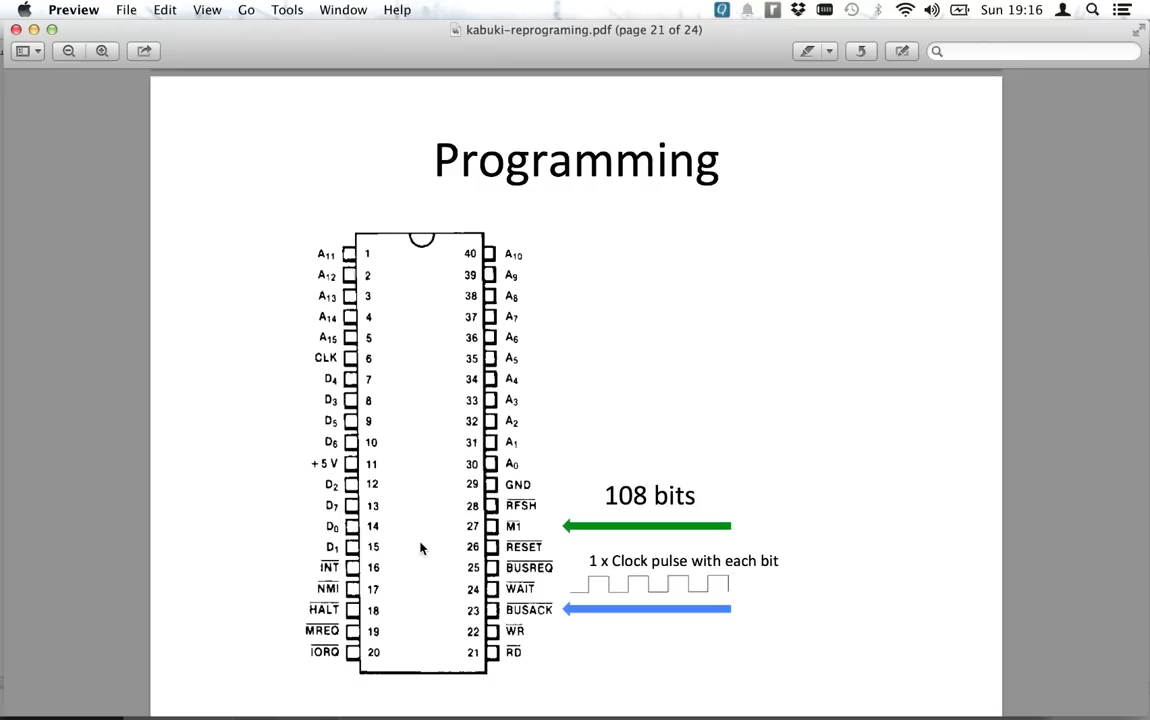 Preview File Edit View Go Tools Window Help Sun 19:16
kabuki-reprograming.pdf (page 21 of 24)
Programming
A11 1 40 A10
A12 2 39 A9
A13 3 38 A8
A14 4 37 A7
A15 5 36 A6
CLK 6 35 A5
D4 7 34 A4
D3 8 33 A3
D5 9 32 A2
D6 10 31 A1
+5 V 11 30 A0
D2 12 29 GND
D7 13 28 RFSH
108 bits
D0 14 27 M1
D1 15 26 RESET
1 x Clock pulse with each bit
INT 16 25 BUSREQ
NMI 17 24 WAIT
HALT 18 23 BUSACK
MREQ 19 22 WR
IORQ 20 21 RD